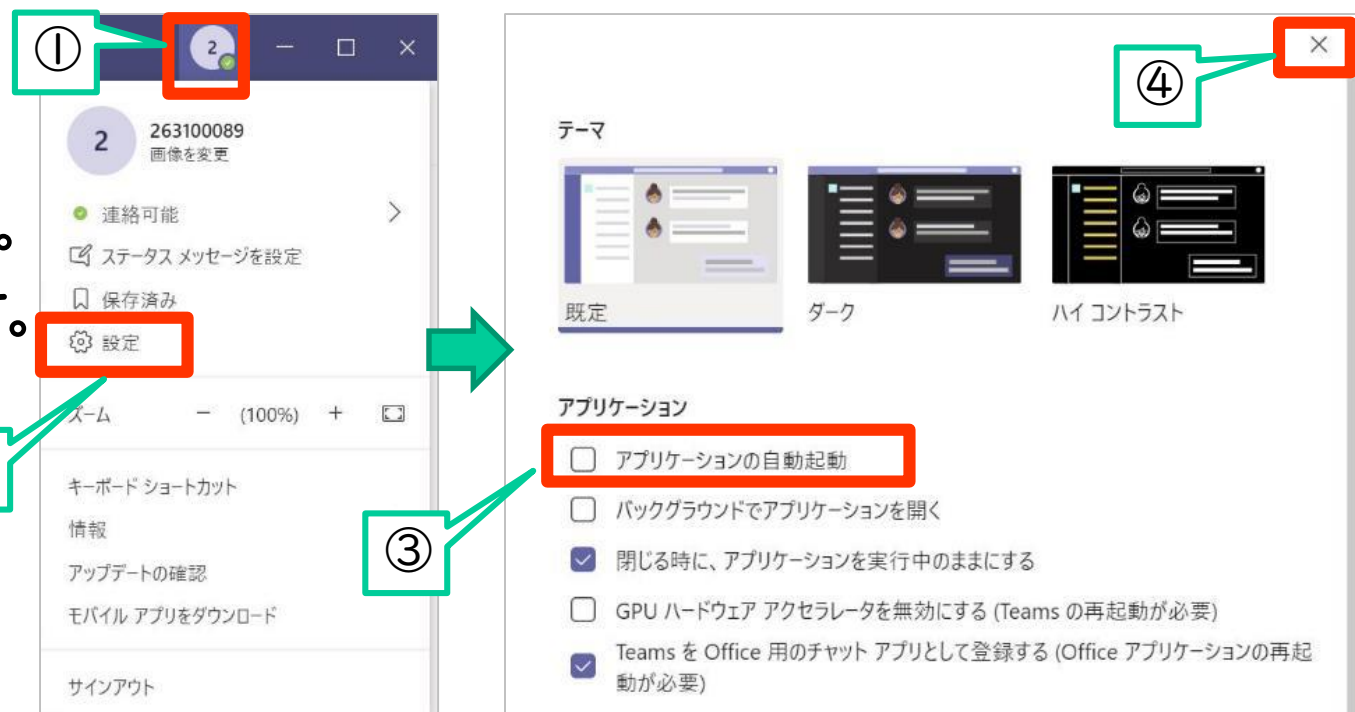 ①
2
2
263100089
画像を変更
連絡可能
ステータス メッセージを設定
保存済み
。
。
設定
ズーム − (100%) +
キーボード ショートカット
情報
アップデートの確認
モバイル アプリをダウンロード
サインアウト
④
テーマ
既定 ダーク ハイ コントラスト
アプリケーション
アプリケーションの自動起動
③
バックグラウンドでアプリケーションを開く
閉じる時に、アプリケーションを実行中のままにする
GPU ハードウェア アクセラレータを無効にする (Teams の再起動が必要)
Teams を Office 用のチャット アプリとして登録する (Office アプリケーションの再起
動が必要)